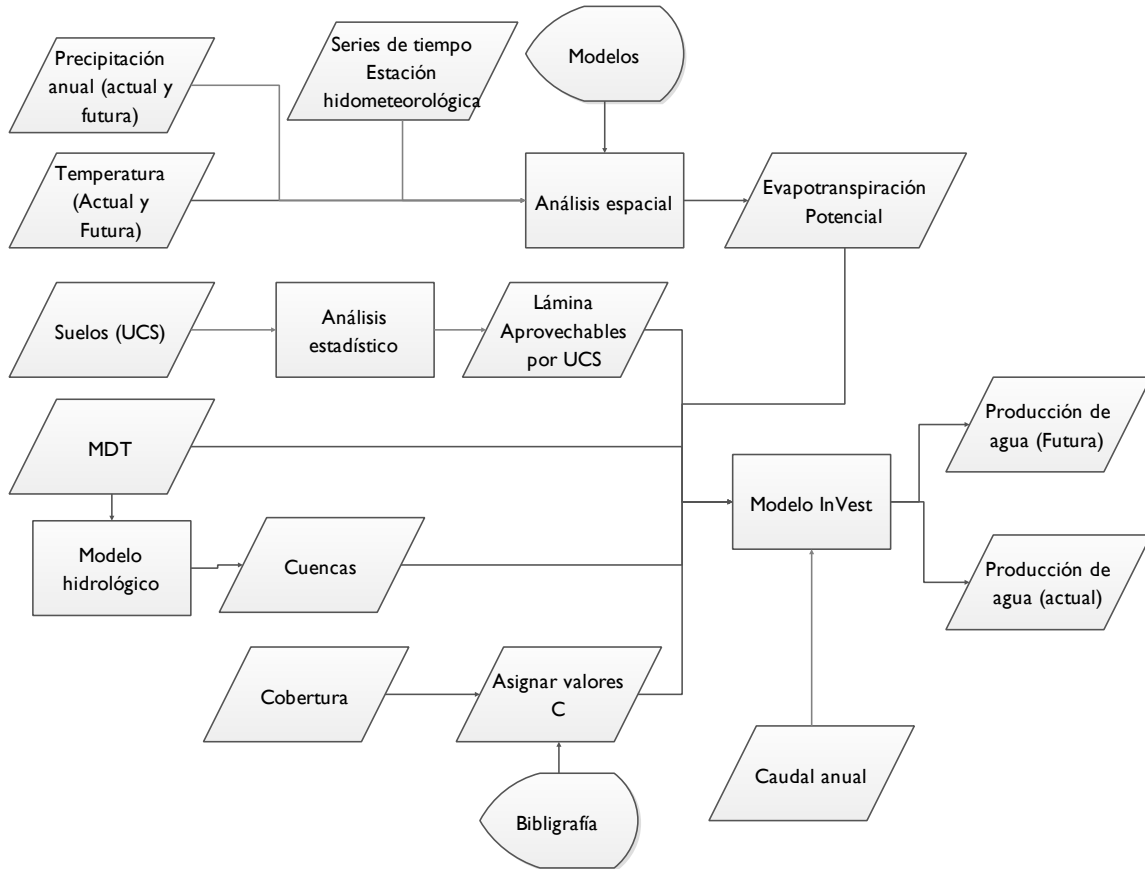 Precipitación
anual (actual y
futura)
Series de tiempo
Estación
hidometeorológica
Modelos
Temperatura
(Actual y
Futura)
Análisis espacial
Evapotranspiración
Potencial
Suelos (UCS)
Análisis
estadístico
Lámina
Aprovechables
por UCS
MDT
Producción de
agua (Futura)
Modelo InVest
Modelo
hidrológico
Cuencas
Producción de
agua (actual)
Cobertura
Asignar valores
C
Caudal anual
Bibligrafía